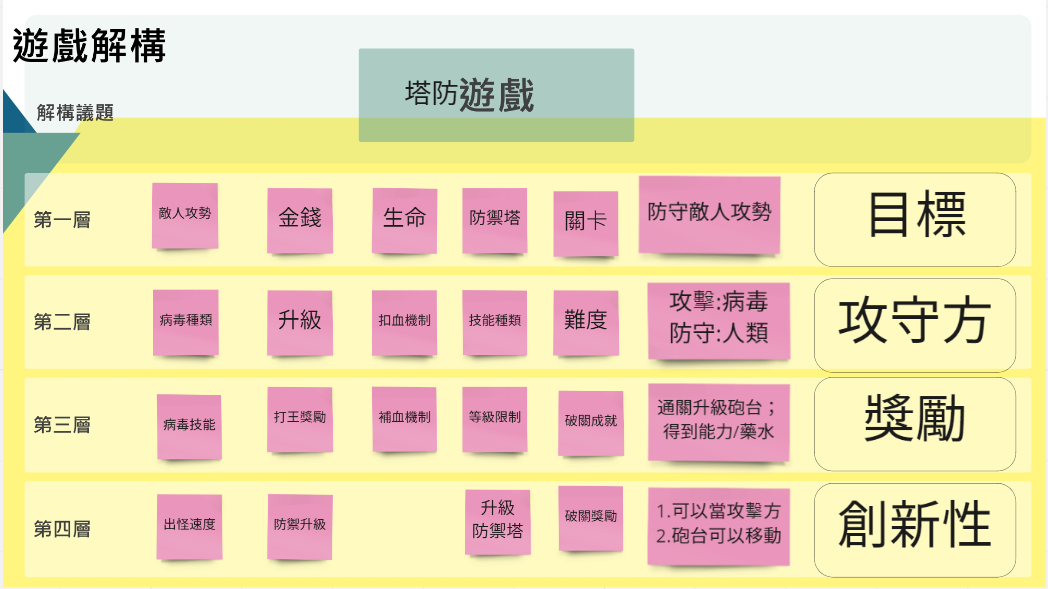 遊戲解構
塔防遊戲
解構議題
第一層
敵人攻勢
金錢
生命
防禦塔
關卡
防守敵人攻勢
目標
第二層
病毒種類
升級
扣血機制
技能種類
難度
攻擊:病毒
防守:人類
攻守方
第三層
病毒技能
打王獎勵
補血機制
等級限制
破關成就
通關升級砲台；
得到能力/藥水
獎勵
第四層
出怪速度
防禦升級
升級
防禦塔
破關獎勵
1.可以當攻擊方
2.砲台可以移動
創新性